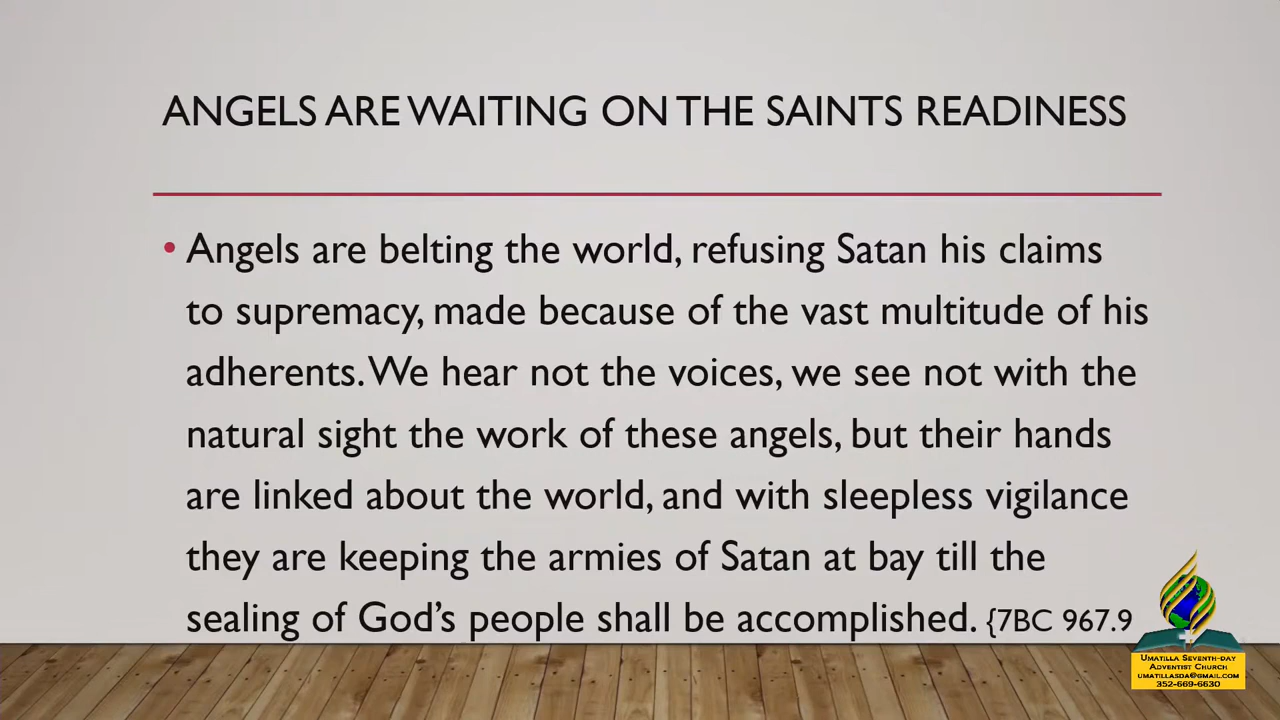 ANGELS ARE WAITING ON THE SAINTS READINESS
• Angels are belting the world, refusing Satan his claims
to supremacy, made because of the vast multitude of his
adherents. We hear not the voices, we see not with the
natural sight the work of these angels, but their hands
are linked about the world, and with sleepless vigilance
they are keeping the armies of Satan at bay till the
sealing of God's people shall be accomplished. {7BC 967.9
UMATILLA SEVENTH-DAY
ADVENTIST CHURCH
UMATILLASDA@GMAIL.COM
352-669-6630